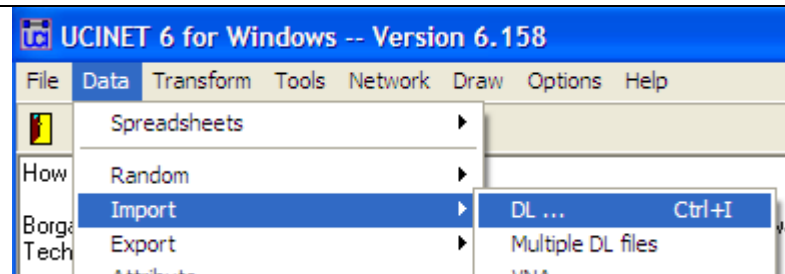 UCINET 6 for Windows -- Version 6.158
File Data Transform Tools Network Draw Options Help
Spreadsheets
How
Random
Import
DL ... Ctrl+I
Export
Multiple DL files
Tech